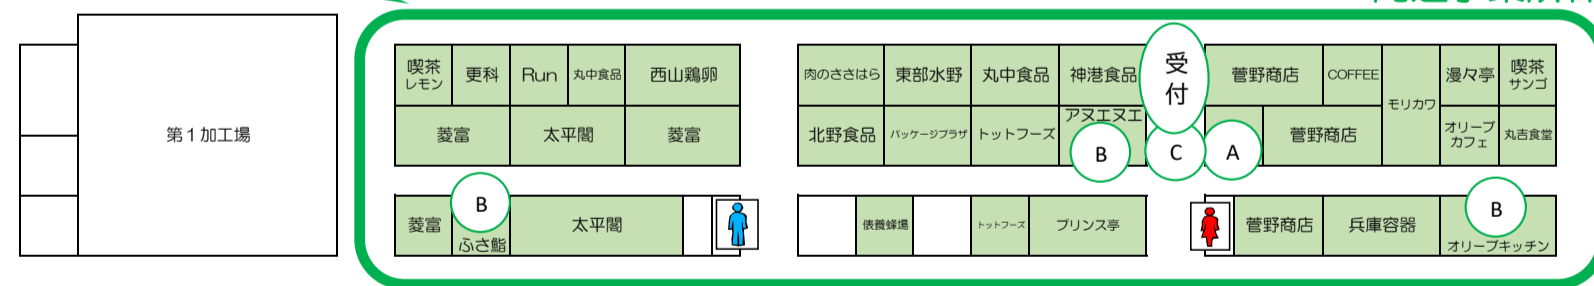 第1加工場
喫茶
レモン
更科
Run
丸中食品
西山鶏卵
菱富
太平閣
菱富
菱富
B
ふさ鮨
太平閣
肉のささはら
東部水野
丸中食品
神港食品
受
付
菅野商店
COFFEE
モリカワ
漫々亭
喫茶
サンゴ
北野食品
パッケージプラザ
トットフーズ
アヌエヌエ
B
C
A
菅野商店
オリーブ
カフェ
丸吉食堂
俵養蜂場
トットフーズ
プリンス亭
菅野商店
兵庫容器
B
オリーブキッチン